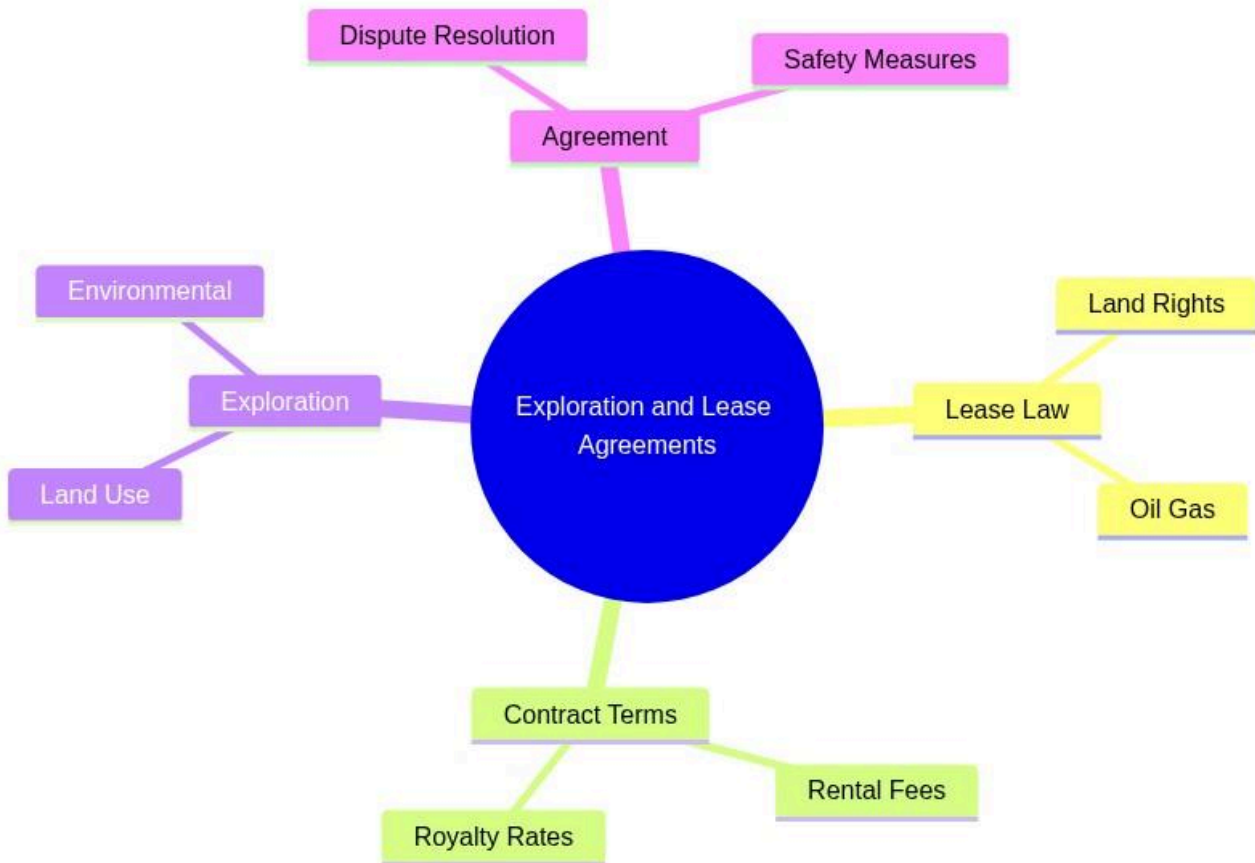 Dispute Resolution
Safety Measures
Agreement
Environmental
Land Rights
Exploration
Exploration and Lease
Agreements
Lease Law
Land Use
Oil Gas
Contract Terms
Rental Fees
Royalty Rates